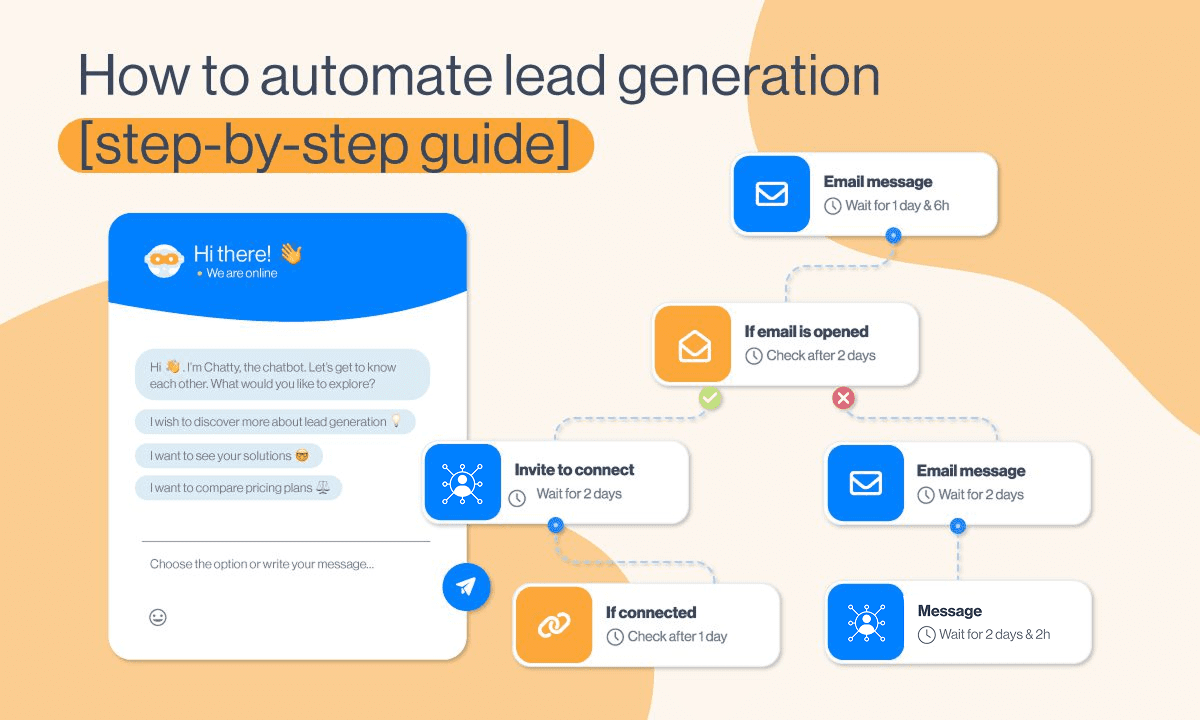 How to automate lead generation
[step-by-step guide]
Hi there! 👋
• We are online
Hi 👋. I'm Chatty, the chatbot. Let's get to know
each other. What would you like to explore?
I wish to discover more about lead generation 💡
I want to see your solutions 🤓
I want to compare pricing plans ⚖️
Choose the option or write your message...
Email message
Wait for 1 day & 6h
If email is opened
Check after 2 days
Invite to connect
Wait for 2 days
Email message
Wait for 2 days
If connected
Check after 1 day
Message
Wait for 2 days & 2h